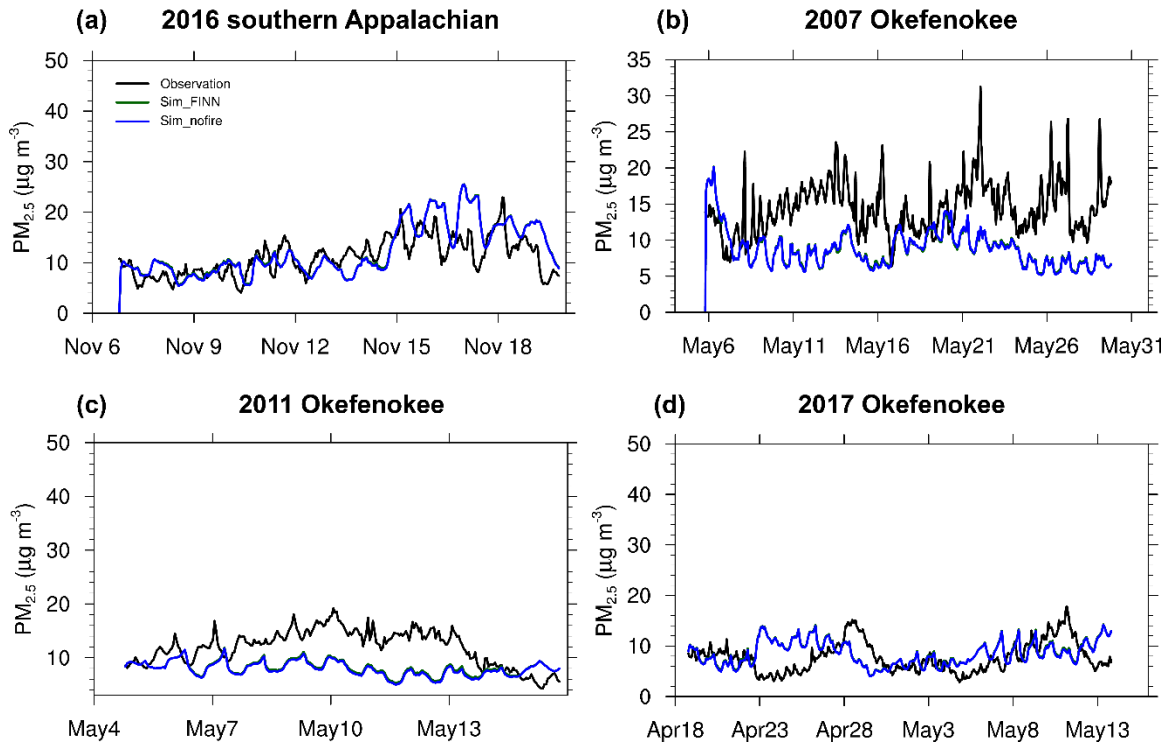 (a) 2016 southern Appalachian
50
40
30
20
10
0
PM2.5 (µg m-3)
Observation
Sim_FINN
Sim_nofire
Nov 6 Nov 9 Nov 12 Nov 15 Nov 18
(b) 2007 Okefenokee
35
30
25
20
15
10
5
0
PM2.5 (µg m-3)
May6 May11 May16 May21 May26 May31
(c) 2011 Okefenokee
50
40
30
20
10
PM2.5 (µg m-3)
May4 May7 May10 May13
(d) 2017 Okefenokee
50
40
30
20
10
0
PM2.5 (µg m-3)
Apr18 Apr23 Apr28 May3 May8 May13